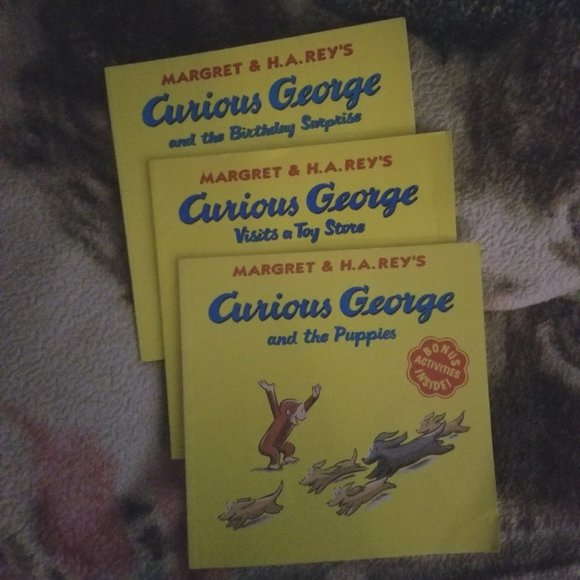 MARGRET & H.A.REY'S
Curious George
and the Birthday Surprise
MARGRET & H.A.REY'S
Curious George
Visits a Toy Store
MARGRET & H.A.REY'S
Curious George
and the Puppies
BONUS
ACTIVITIES
INSIDE!